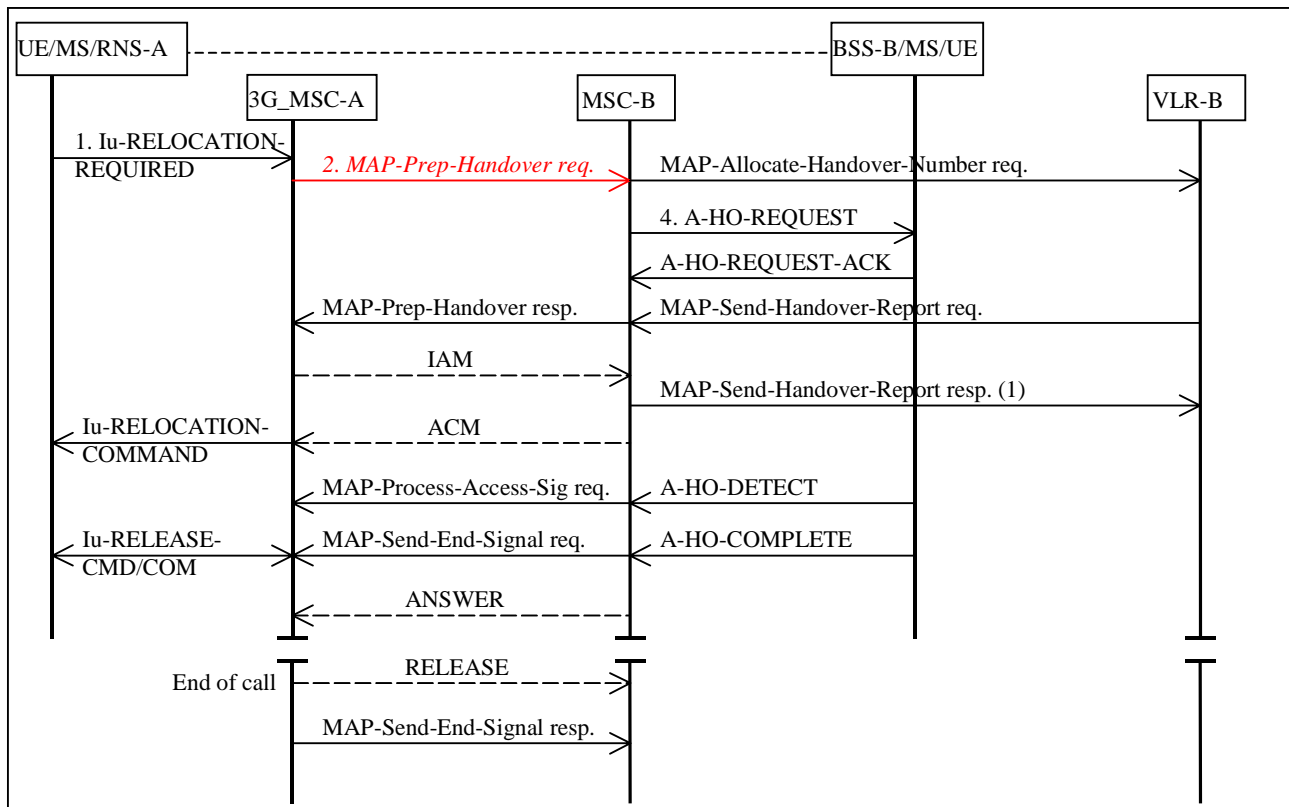 UE/MS/RNS-A
BSS-B/MS/UE
3G_MSC-A
MSC-B
VLR-B
1. Iu-RELOCATION-
REQUIRED
2. MAP-Prep-Handover req.
MAP-Allocate-Handover-Number req.
4. A-HO-REQUEST
A-HO-REQUEST-ACK
MAP-Prep-Handover resp.
MAP-Send-Handover-Report req.
IAM
MAP-Send-Handover-Report resp. (1)
Iu-RELOCATION-
COMMAND
ACM
MAP-Process-Access-Sig req.
A-HO-DETECT
Iu-RELEASE-
CMD/COM
MAP-Send-End-Signal req.
A-HO-COMPLETE
ANSWER
RELEASE
End of call
MAP-Send-End-Signal resp.